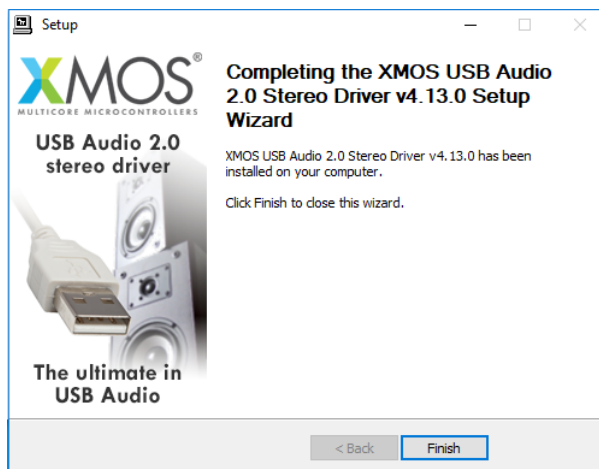 Setup
XMOS®
MULTICORE MICROCONTROLLERS
USB Audio 2.0
stereo driver
The ultimate in
USB Audio
Completing the XMOS USB Audio
2.0 Stereo Driver v4.13.0 Setup
Wizard
XMOS USB Audio 2.0 Stereo Driver v4.13.0 has been
installed on your computer.
Click Finish to close this wizard.
< Back
Finish